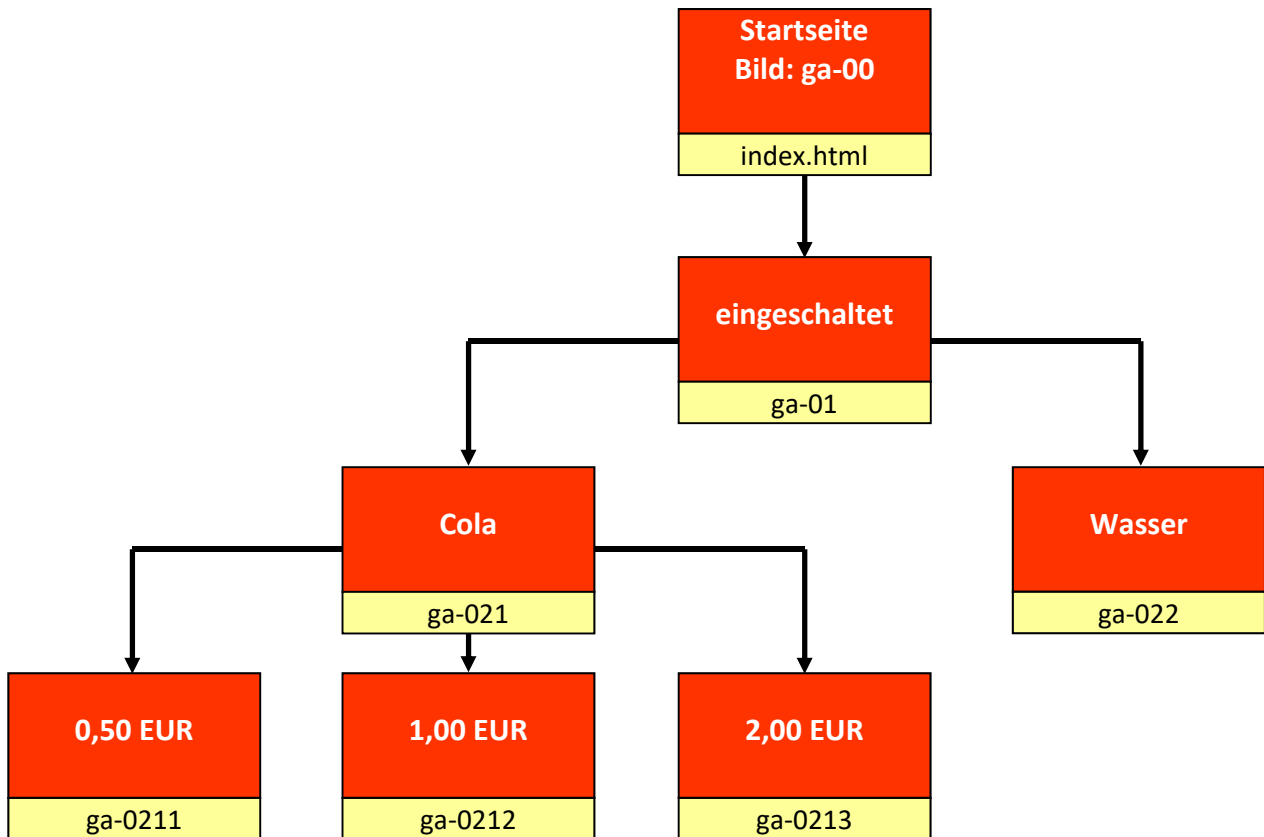 Startseite
Bild: ga-00
index.html
eingeschaltet
ga-01
Cola
ga-021
Wasser
ga-022
0,50 EUR
ga-0211
1,00 EUR
ga-0212
2,00 EUR
ga-0213